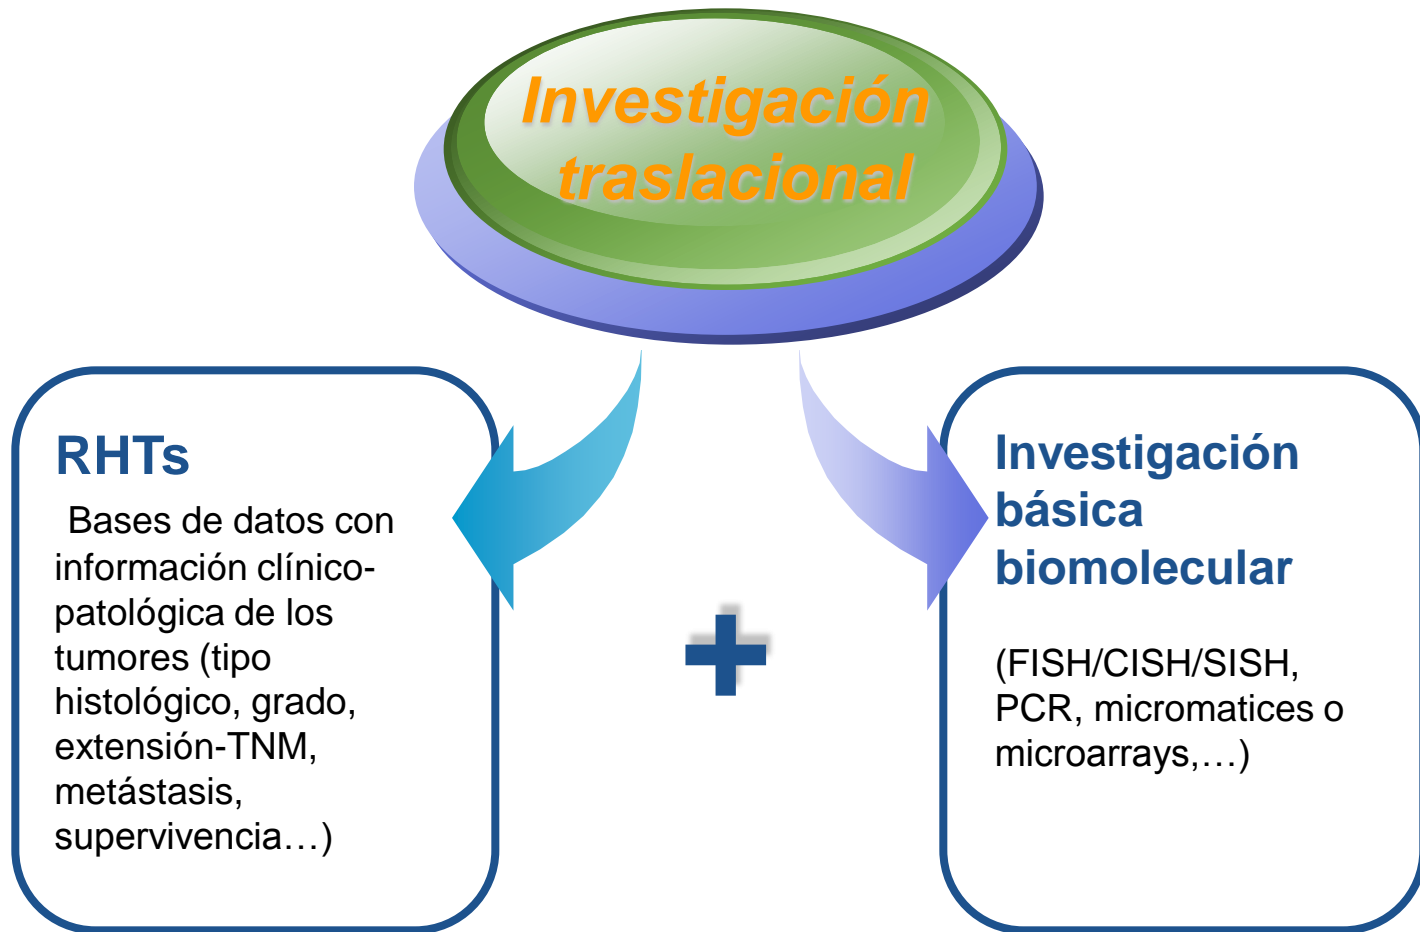 Investigación
traslacional
RHTs
Bases de datos con
información clínico-
patológica de los
tumores (tipo
histológico, grado,
extensión-TNM,
metástasis,
supervivencia…)
+
Investigación
básica
biomolecular
(FISH/CISH/SISH,
PCR, micromatices o
microarrays,…)